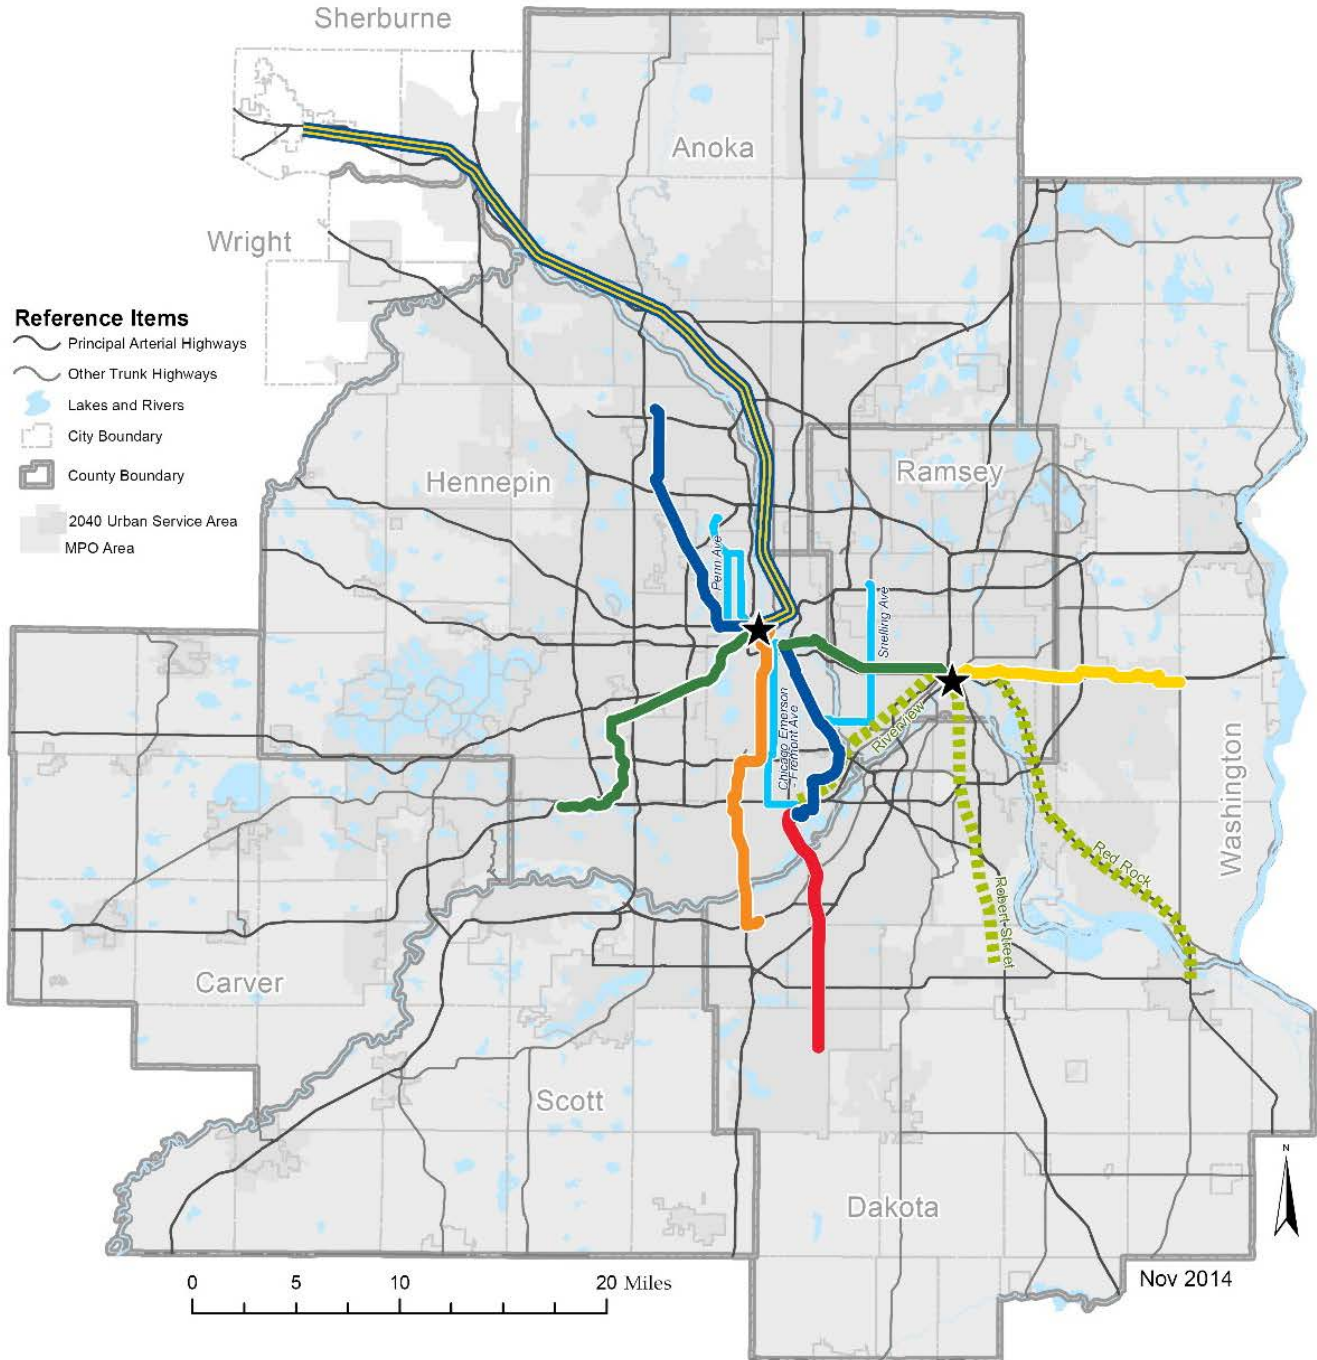 Sherburne
Anoka
Wright
Reference Items
Principal Arterial Highways
Other Trunk Highways
Lakes and Rivers
City Boundary
County Boundary
2040 Urban Service Area
MPO Area
Hennepin
Ramsey
Penn Ave
Snelling Ave
Chicago Emerson
- Fremont Ave
Riverview
Washington
Red Rock
Robert Street
Carver
Scott
Dakota
N
0 5 10 20 Miles
Nov 2014